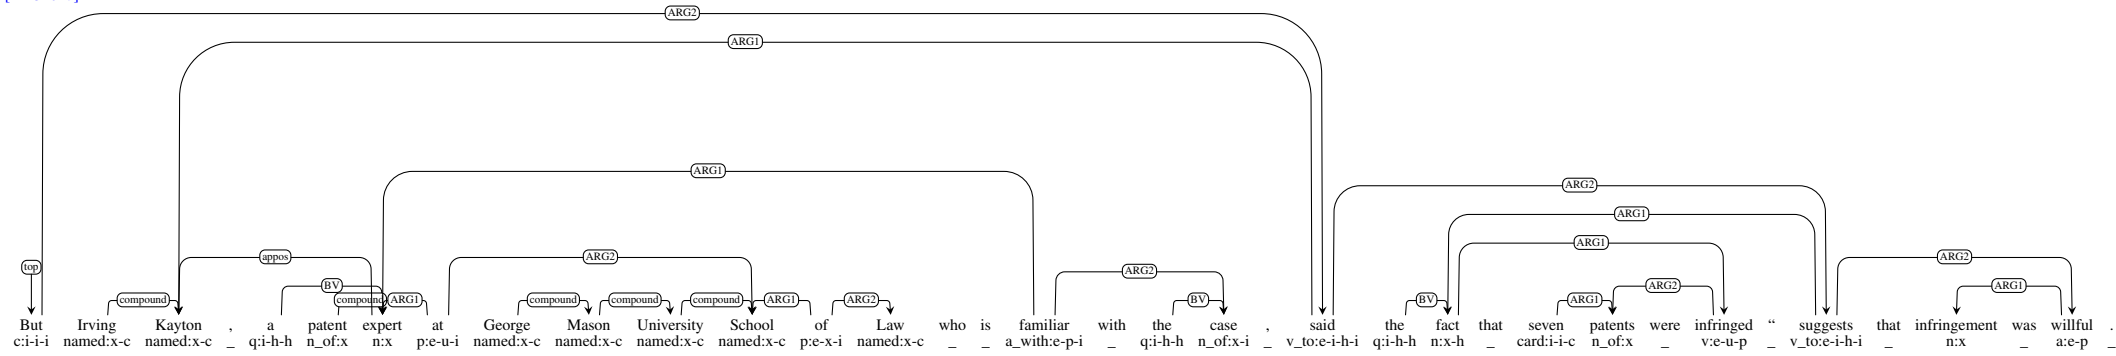 ARG2
ARG1
ARG1
ARG2
ARG1
ARG1
appos
ARG2
ARG2
top
ARG2
BV
ARG2
ARG1
compound
compound
ARG1
compound
compound
compound
ARG1
ARG2
BV
BV
ARG1
But Irving Kayton , a patent expert at George Mason University School of Law who is familiar with the case , said the fact that seven patents were infringed “ suggests that infringement was willful .
c:i-i-i named:x-c named:x-c _ q:i-h-h n_of:x n:x p:e-u-i named:x-c named:x-c named:x-c named:x-c p:e-x-i named:x-c _ _ a_with:e-p-i _ q:i-h-h n_of:x-i _ v_to:e-i-h-i q:i-h-h n:x-h _ card:i-i-c n_of:x _ v:e-u-p _ v_to:e-i-h-i _ n:x _ a:e-p _